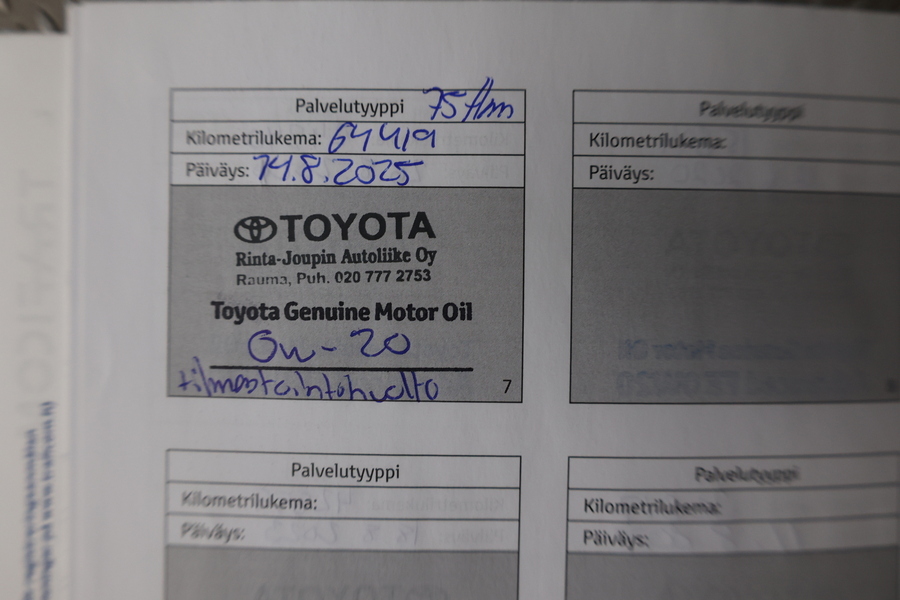 Palvelutyyppi 75 tkm
Kilometrilukema: 64419
Päiväys: 14.8.2025
TOYOTA
Rinta-Joupin Autoliike Oy
Rauma, Puh. 020 777 2753
Toyota Genuine Motor Oil
0w-20
ilmastointihuolto
7
Palvelutyyppi
Kilometrilukema:
Päiväys:
Palvelutyyppi
Kilometrilukema:
Päiväys:
Palvelutyyppi
Kilometrilukema:
Päiväys: